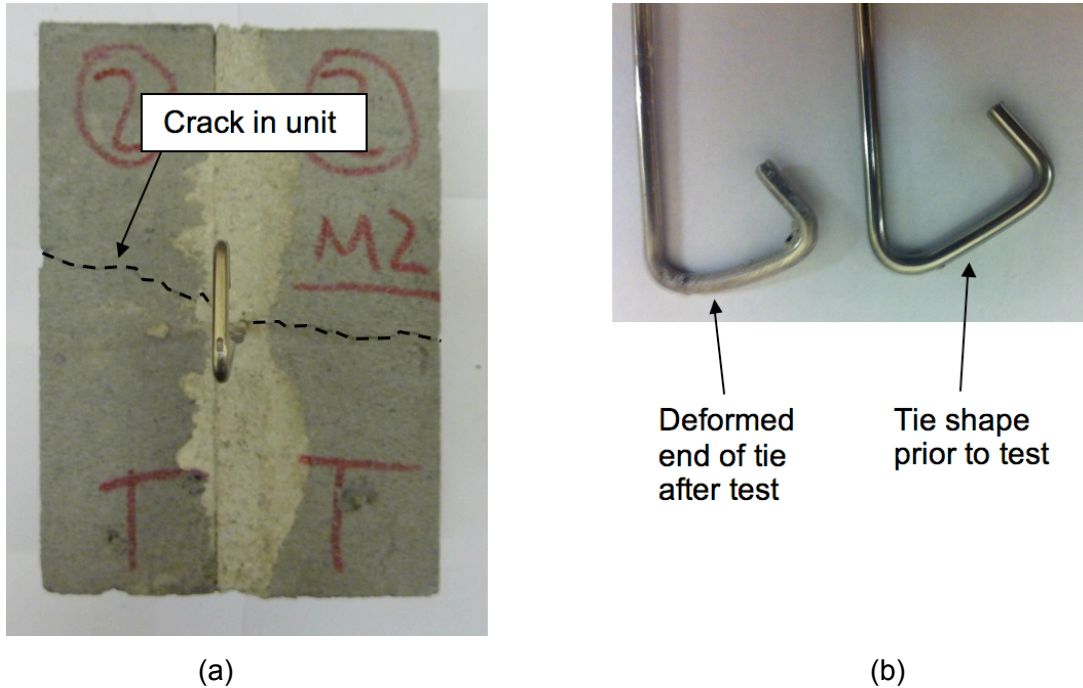 2
2
Crack in unit
M2
T
T
Deformed
end of tie
after test
Tie shape
prior to test
(a)
(b)